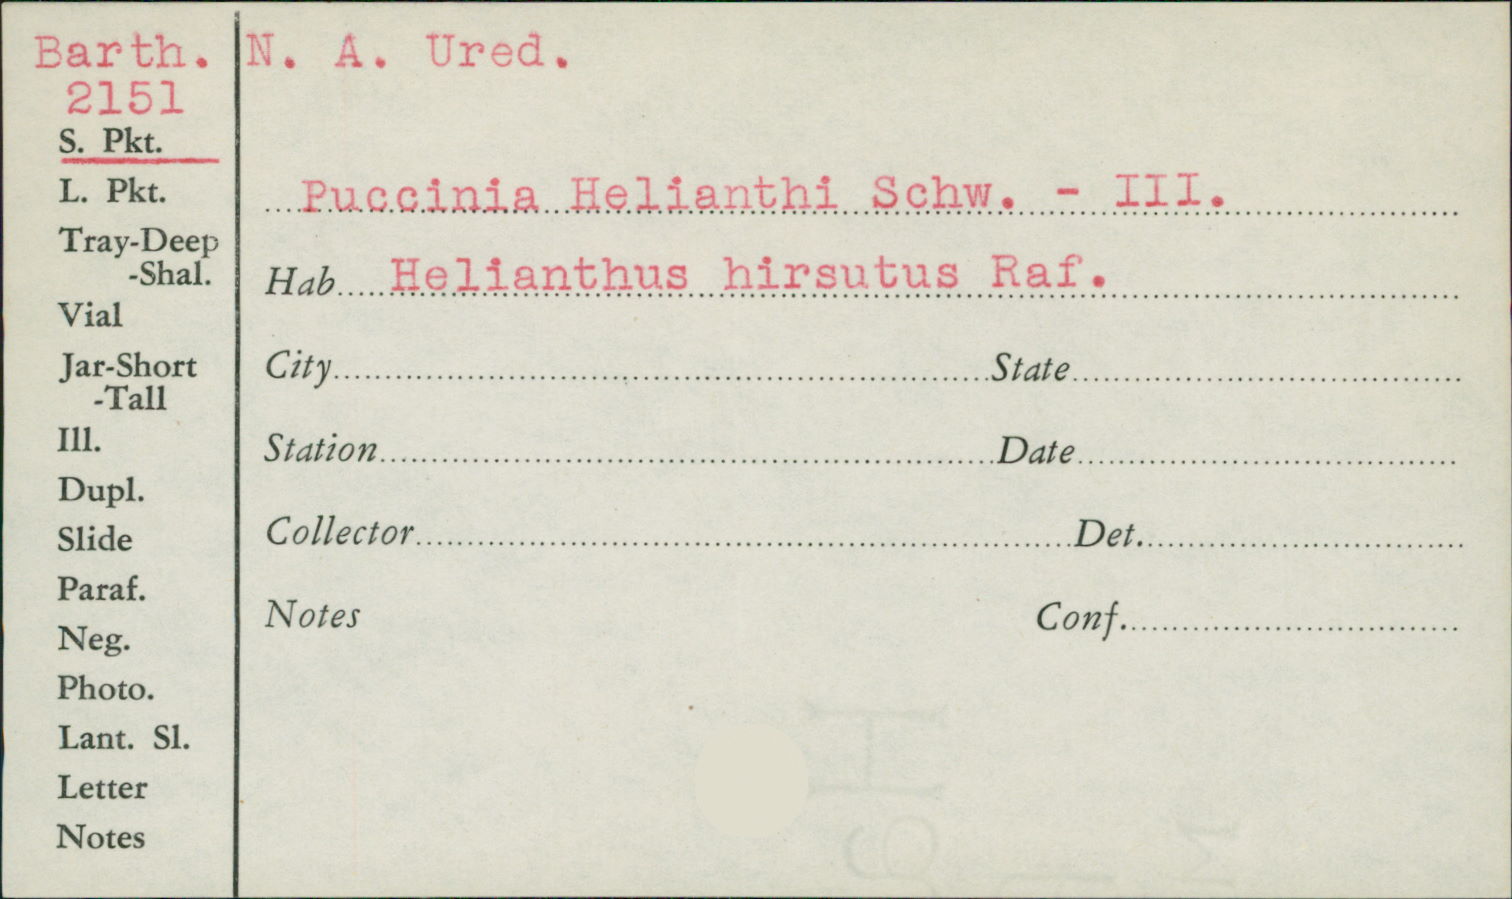 Barth. N. A. Ured.
2151
S. Pkt.
L. Pkt.
Tray-Deep
-Shal.
Vial
Jar-Short
-Tall
Ill.
Dupl.
Slide
Paraf.
Neg.
Photo.
Lant. Sl.
Letter
Notes
Puccinia Helianthi Schw. - III.
Hab. Helianthus hirsutus Raf.
City State
Station Date
Collector Det.
Notes Conf.